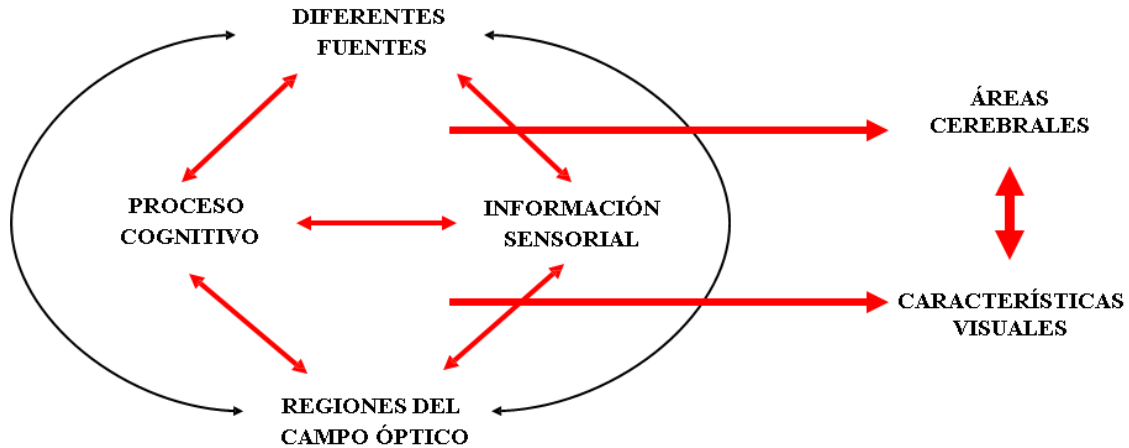 DIFERENTES
FUENTES
ÁREAS
CEREBRALES
PROCESO
COGNITIVO
INFORMACIÓN
SENSORIAL
CARACTERÍSTICAS
VISUALES
REGIONES DEL
CAMPO ÓPTICO